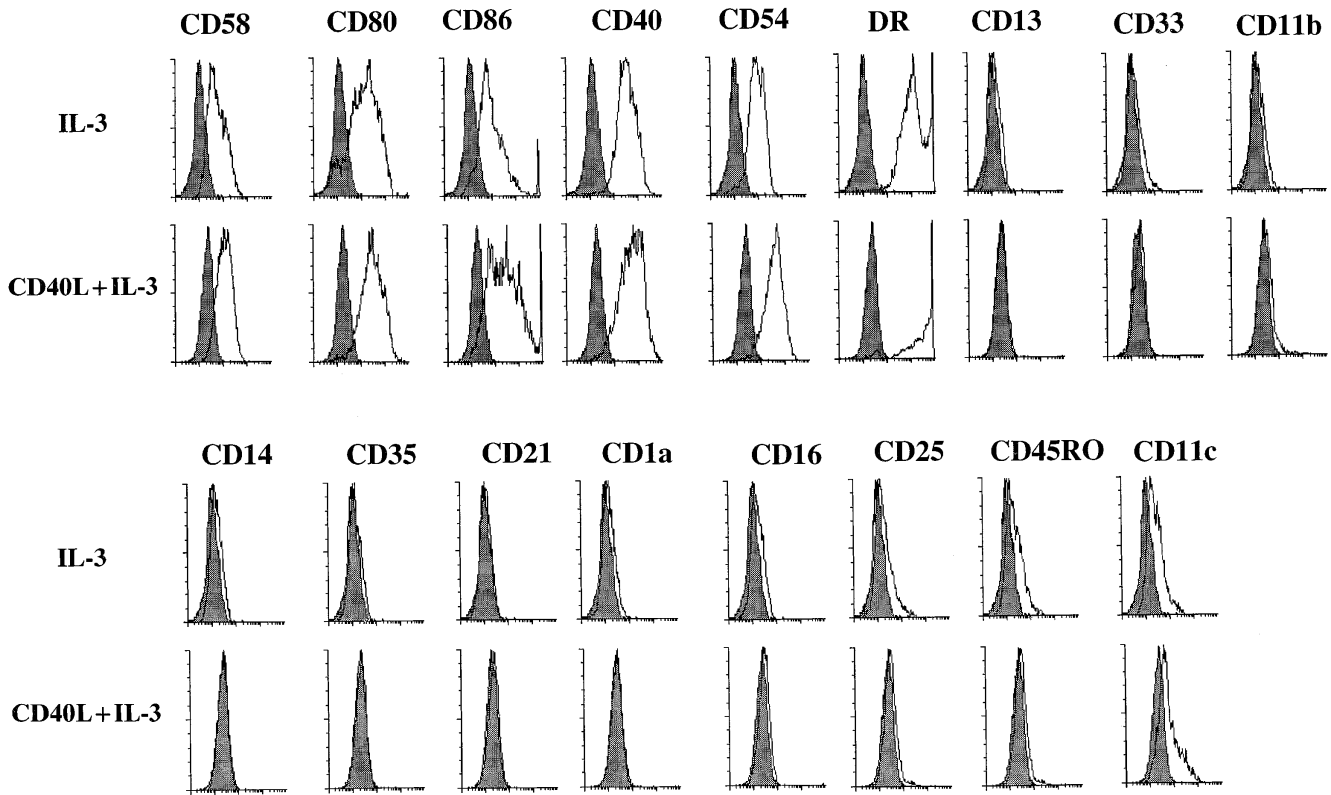 CD58 CD80 CD86 CD40 CD54 DR CD13 CD33 CD11b
IL-3
CD40L+IL-3
CD14 CD35 CD21 CD1a CD16 CD25 CD45RO CD11c
IL-3
CD40L+IL-3